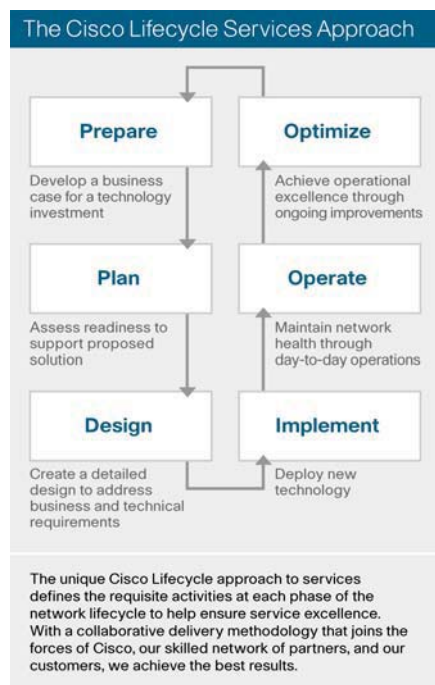 The Cisco Lifecycle Services Approach
Prepare
Develop a business
case for a technology
investment
Plan
Assess readiness to
support proposed
solution
Design
Create a detailed
design to address
business and technical
requirements
Implement
Deploy new
technology
Operate
Maintain network
health through
day-to-day operations
Optimize
Achieve operational
excellence through
ongoing improvements
The unique Cisco Lifecycle approach to services
defines the requisite activities at each phase of the
network lifecycle to help ensure service excellence.
With a collaborative delivery methodology that joins the
forces of Cisco, our skilled network of partners, and our
customers, we achieve the best results.